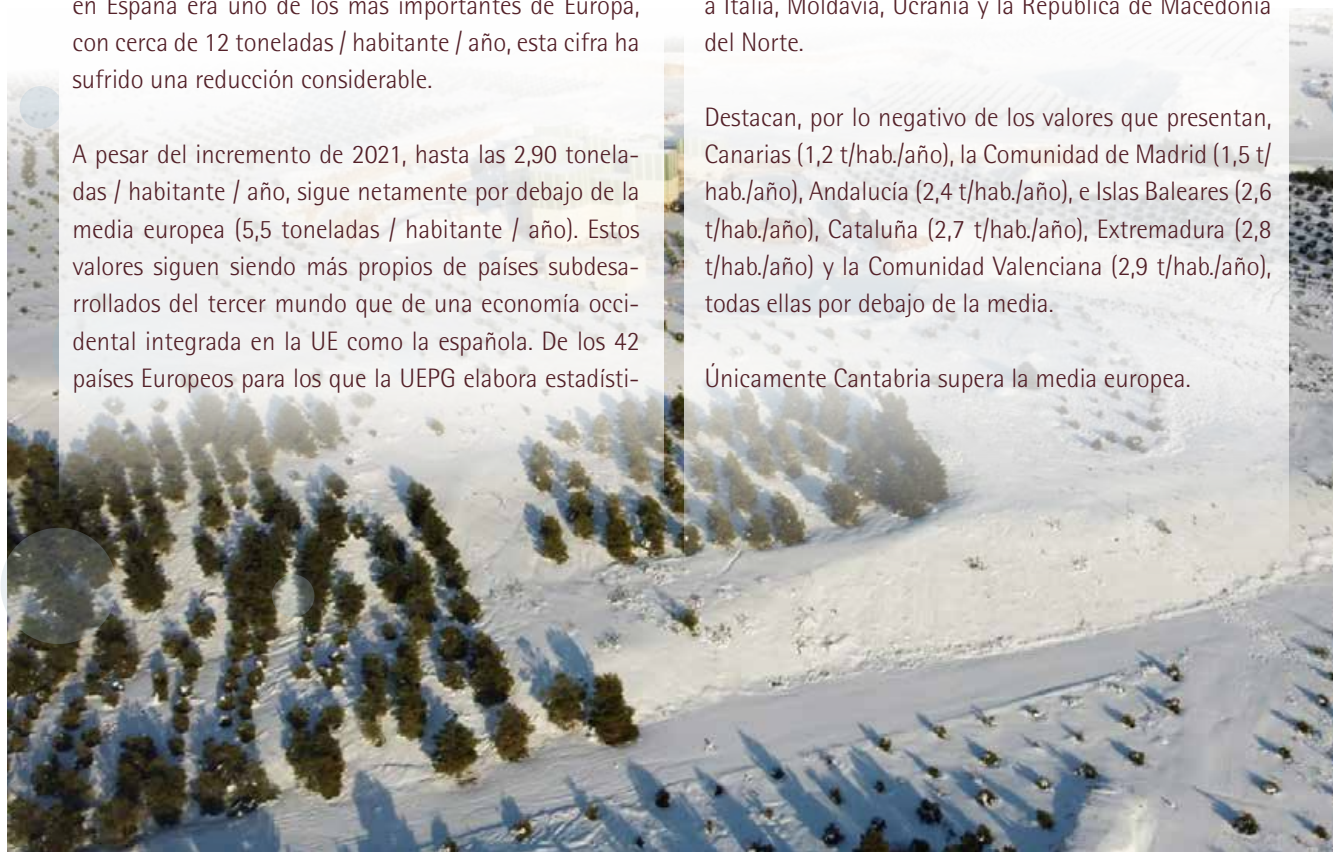 en España era uno de los más importantes de Europa,
con cerca de 12 toneladas / habitante / año, esta cifra ha
sufrido una reducción considerable.
A pesar del incremento de 2021, hasta las 2,90 tonela-
das / habitante / año, sigue netamente por debajo de la
media europea (5,5 toneladas / habitante / año). Estos
valores siguen siendo más propios de países subdesa-
rrollados del tercer mundo que de una economía occi-
dental integrada en la UE como la española. De los 42
países Europeos para los que la UEPG elabora estadísti-
a Italia, Moldavia, Ucrania y la República de Macedonia
del Norte.
Destacan, por lo negativo de los valores que presentan,
Canarias (1,2 t/hab./año), la Comunidad de Madrid (1,5 t/
hab./año), Andalucía (2,4 t/hab./año), e Islas Baleares (2,6
t/hab./año), Cataluña (2,7 t/hab./año), Extremadura (2,8
t/hab./año) y la Comunidad Valenciana (2,9 t/hab./año),
todas ellas por debajo de la media.
Únicamente Cantabria supera la media europea.